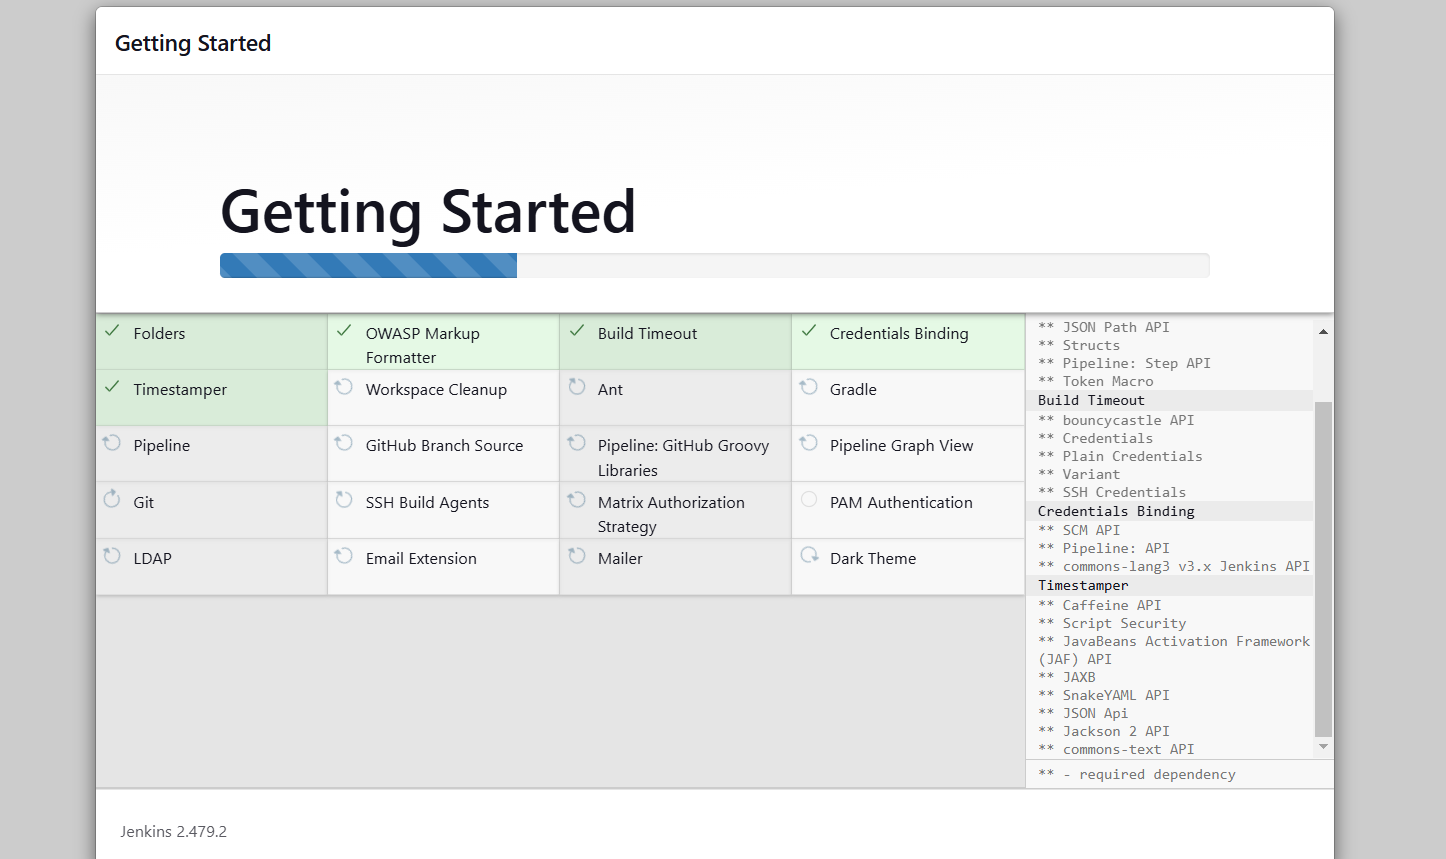 Getting Started
Getting Started
Folders
OWASP Markup
Formatter
Build Timeout
Credentials Binding
Timestamper
Workspace Cleanup
Ant
Gradle
Pipeline
GitHub Branch Source
Pipeline: GitHub Groovy
Libraries
Pipeline Graph View
Git
SSH Build Agents
Matrix Authorization
Strategy
PAM Authentication
LDAP
Email Extension
Mailer
Dark Theme
** JSON Path API
** Structs
** Pipeline: Step API
** Token Macro
Build Timeout
** bouncycastle API
** Credentials
** Plain Credentials
** Variant
** SSH Credentials
Credentials Binding
** SCM API
** Pipeline: API
** commons-lang3 v3.x Jenkins API
Timestamper
** Caffeine API
** Script Security
** JavaBeans Activation Framework
(JAF) API
** JAXB
** SnakeYAML API
** JSON Api
** Jackson 2 API
** commons-text API
** - required dependency
Jenkins 2.479.2